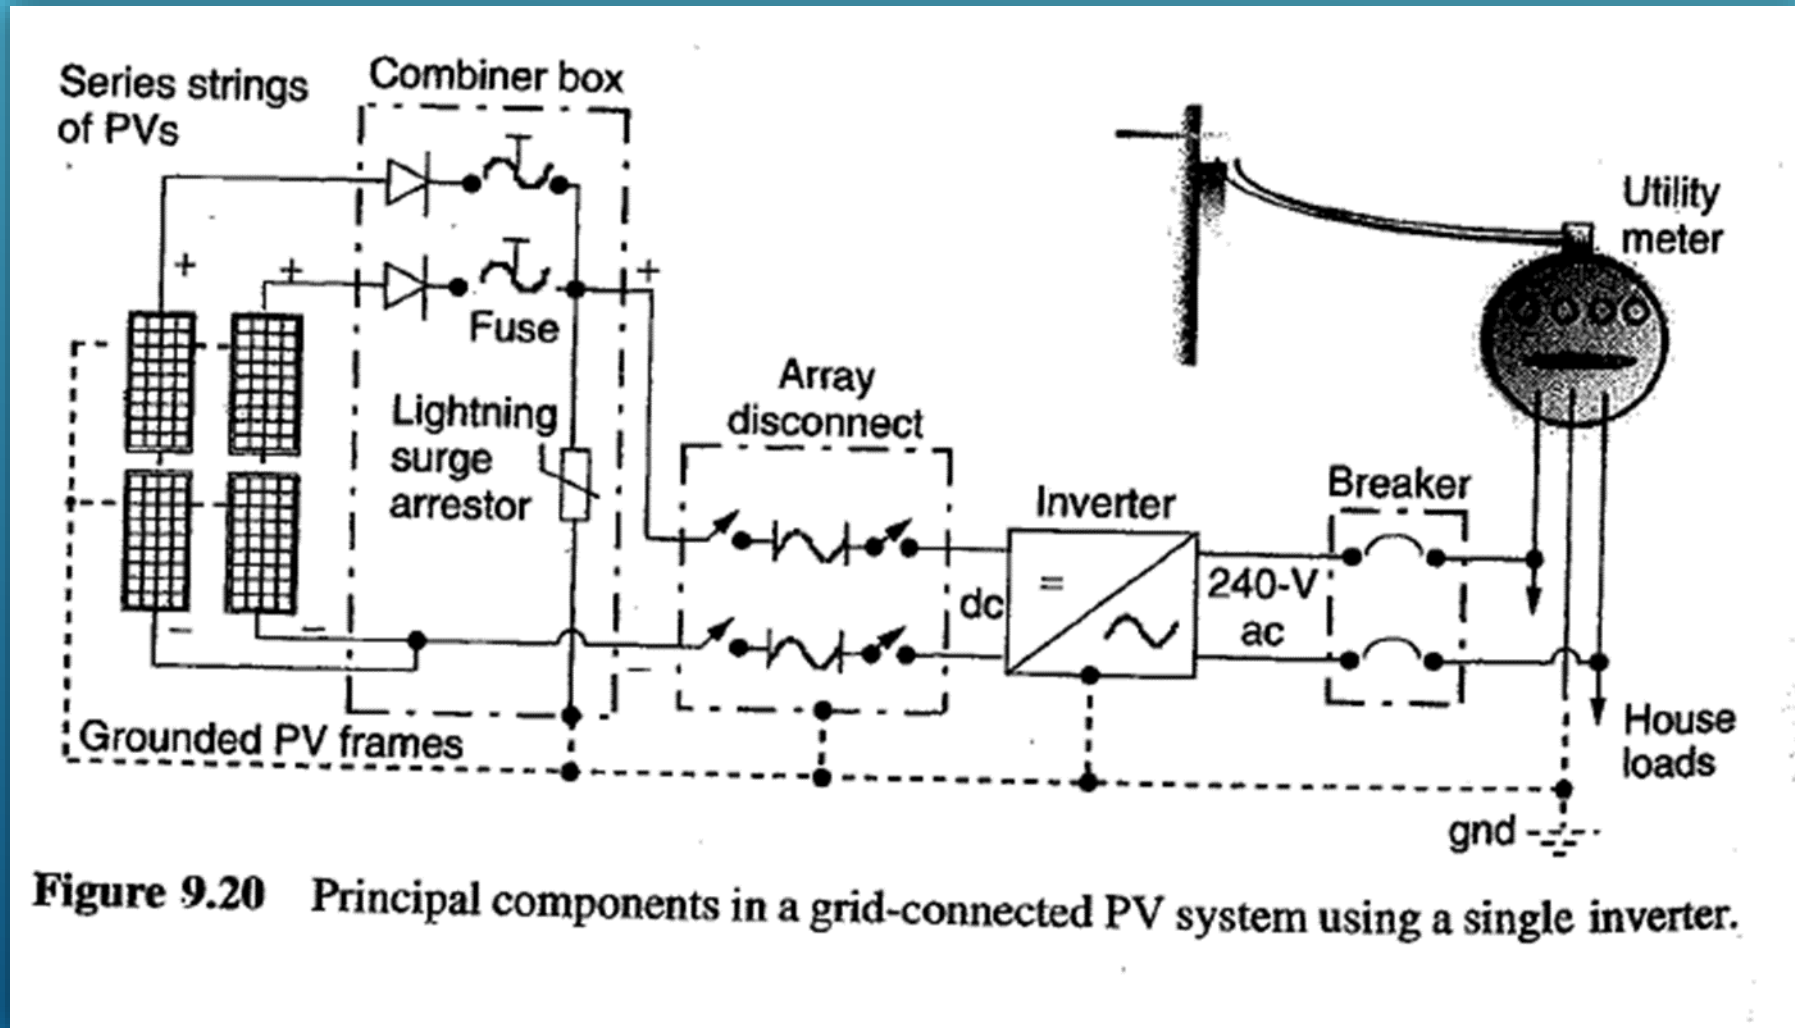 Series strings
of PVs
Combiner box
+
+
+
Fuse
Lightning
surge
arrestor
Array
disconnect
Utility
meter
Inverter
Breaker
dc
=
240-V
ac
−
−
−
Grounded PV frames
House
loads
gnd
Figure 9.20 Principal components in a grid-connected PV system using a single inverter.